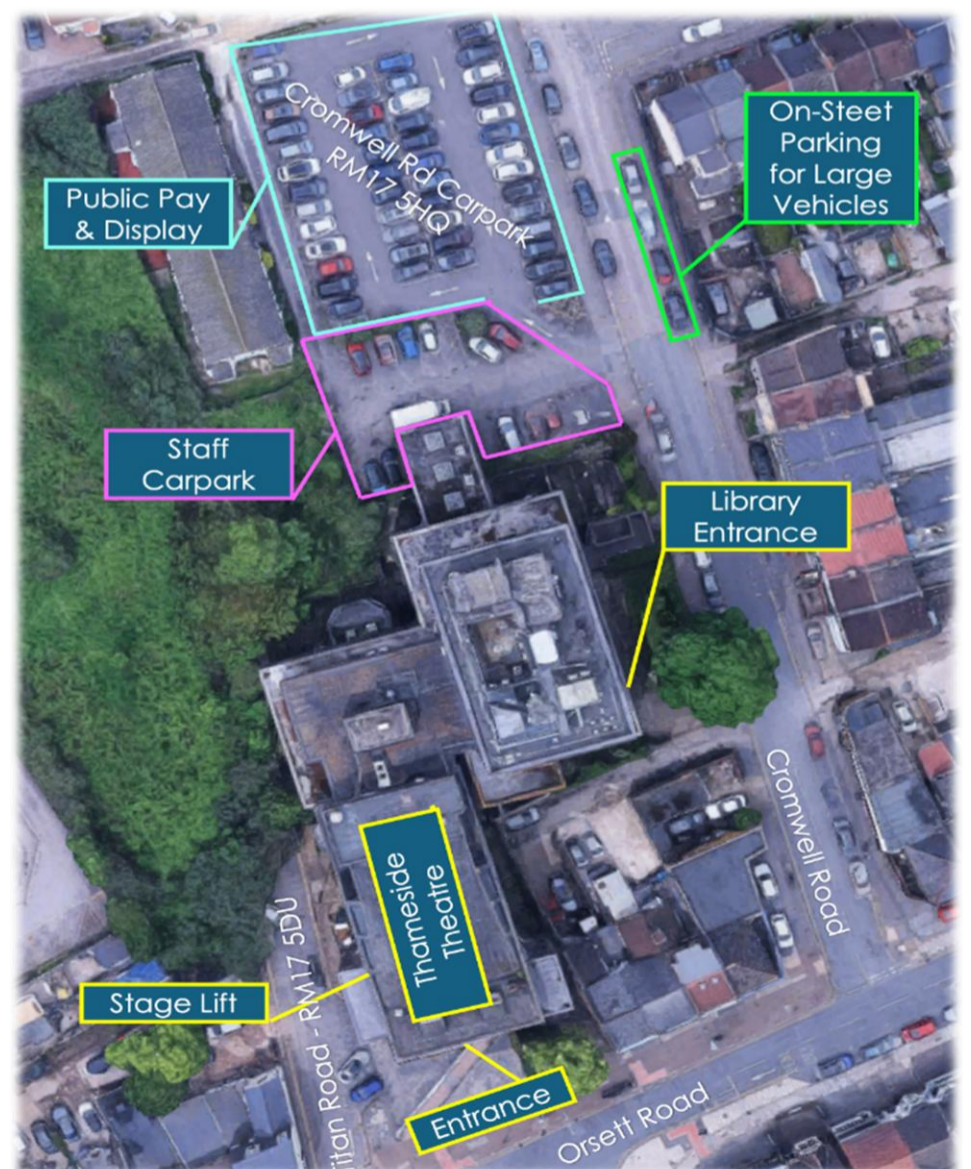 Cromwell Rd Carpark
RM17 5HQ
On-Steet
Parking
for Large
Vehicles
Public Pay
& Display
Staff
Carpark
Library
Entrance
Cromwell Road
Thameside
Theatre
Stage Lift
Titan Road - RM17 5DU
Entrance
Orsett Road